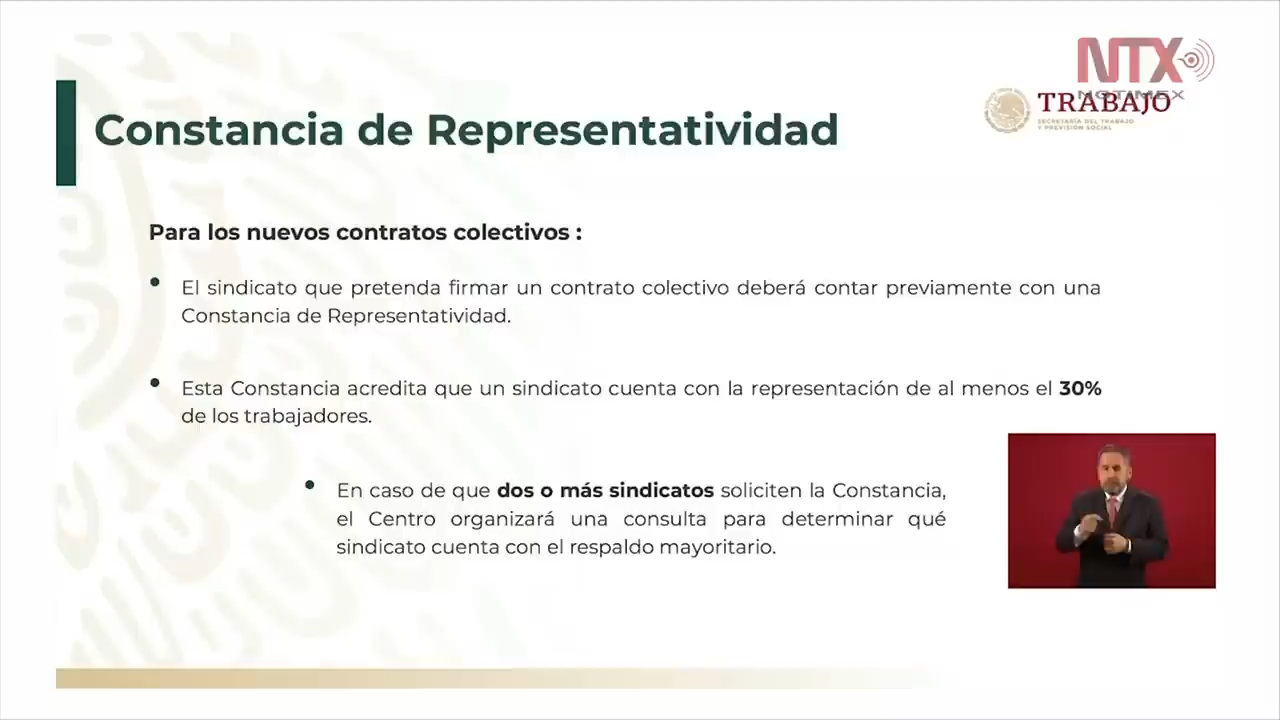 NTX
NOTIMEX
TRABAJO
SECRETARÍA DEL TRABAJO
Y PREVISIÓN SOCIAL
Constancia de Representatividad
Para los nuevos contratos colectivos :
• El sindicato que pretenda firmar un contrato colectivo deberá contar previamente con una
Constancia de Representatividad.
• Esta Constancia acredita que un sindicato cuenta con la representación de al menos el 30%
de los trabajadores.
• En caso de que dos o más sindicatos soliciten la Constancia,
el Centro organizará una consulta para determinar qué
sindicato cuenta con el respaldo mayoritario.